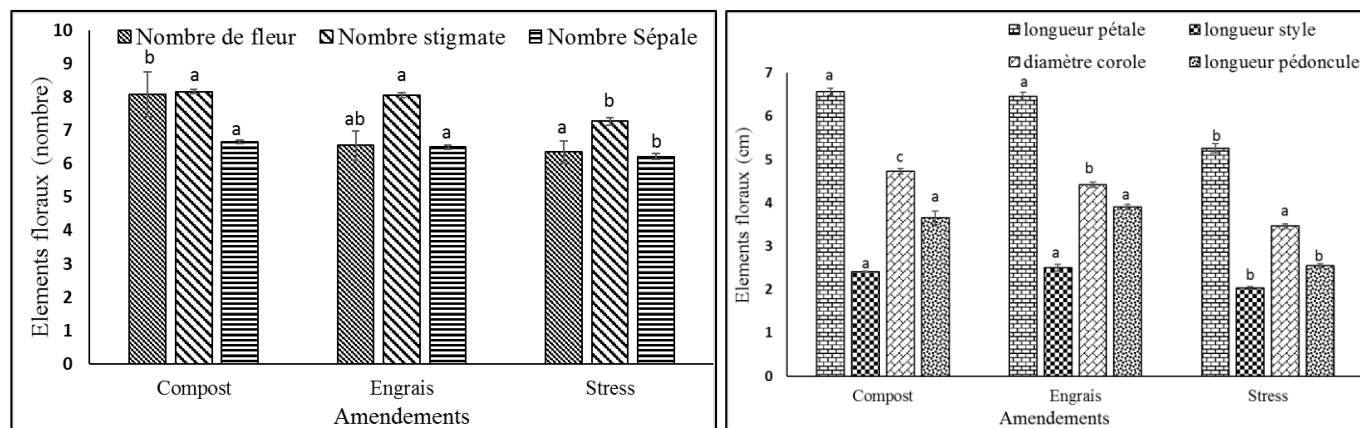 Nombre de fleur Nombre stigmate Nombre Sépale
10
9
8
7
6
5
4
3
2
1
0
Elements floraux (nombre)
b a a
ab a a
a b b
Compost Engrais Stress
Amendements
longueur pétale longueur style
diamètre corole longueur pédoncule
7
6
5
4
3
2
1
0
Elements floraux (cm)
a a c a
a a b a
b b a b
Compost Engrais Stress
Amendements